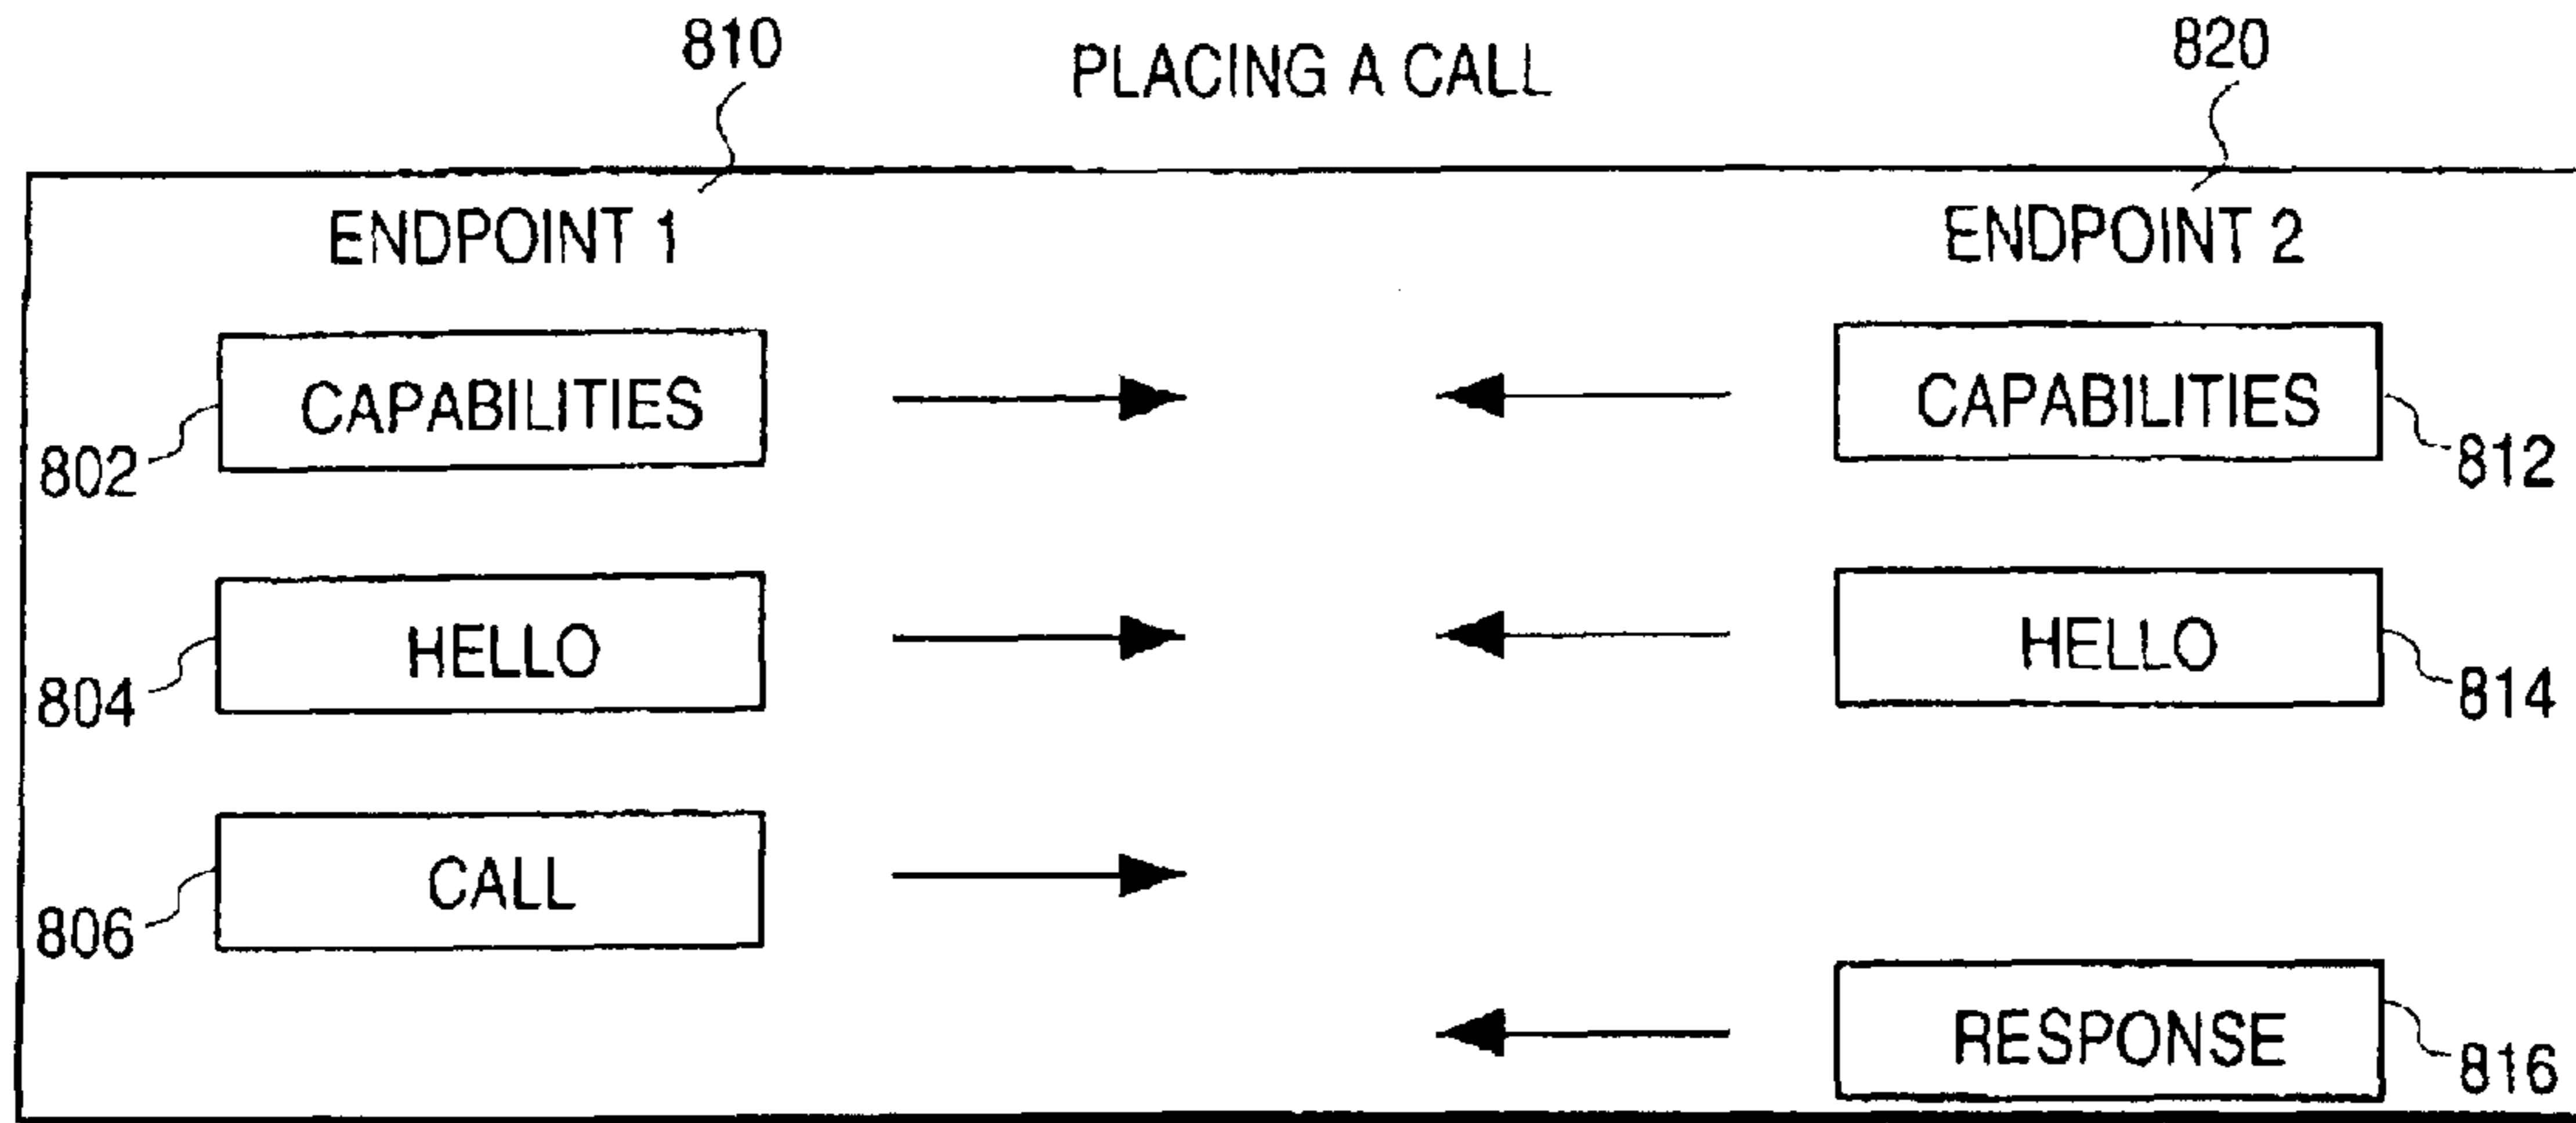 810
PLACING A CALL
820
ENDPOINT 1
ENDPOINT 2
CAPABILITIES
CAPABILITIES
802
812
HELLO
HELLO
804
814
CALL
806
RESPONSE
816